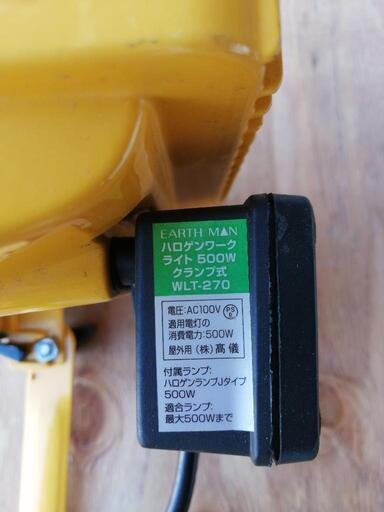 EARTH MAN
ハロゲンワーク
ライト 500W
クランプ式
WLT-270
電圧:AC100V
PS
E
適用電灯の
消費電力:500W
屋外用 (株)髙儀
付属ランプ:
ハロゲンランプJタイプ
500W
適合ランプ:
最大500Wまで